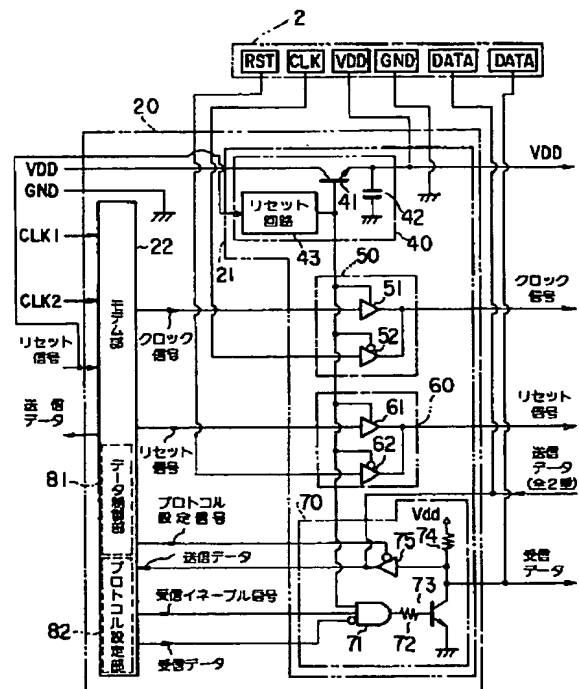 2
RST CLK VDD GND DATA DATA
20
VDD
GND
CLK1
CLK2
リセット
信号
送信
データ
22
モデム部
81
データ制御部
82
プロトコル設定部
21
リセット
回路
43
41
42
40
VDD
50
51
52
クロック
信号
クロック
信号
60
61
62
リセット
信号
リセット
信号
送信
データ
(全2重)
70
プロトコル
設定信号
送信データ
受信イネーブル信号
受信データ
Vdd
74
75
73
71
72
受信
データ